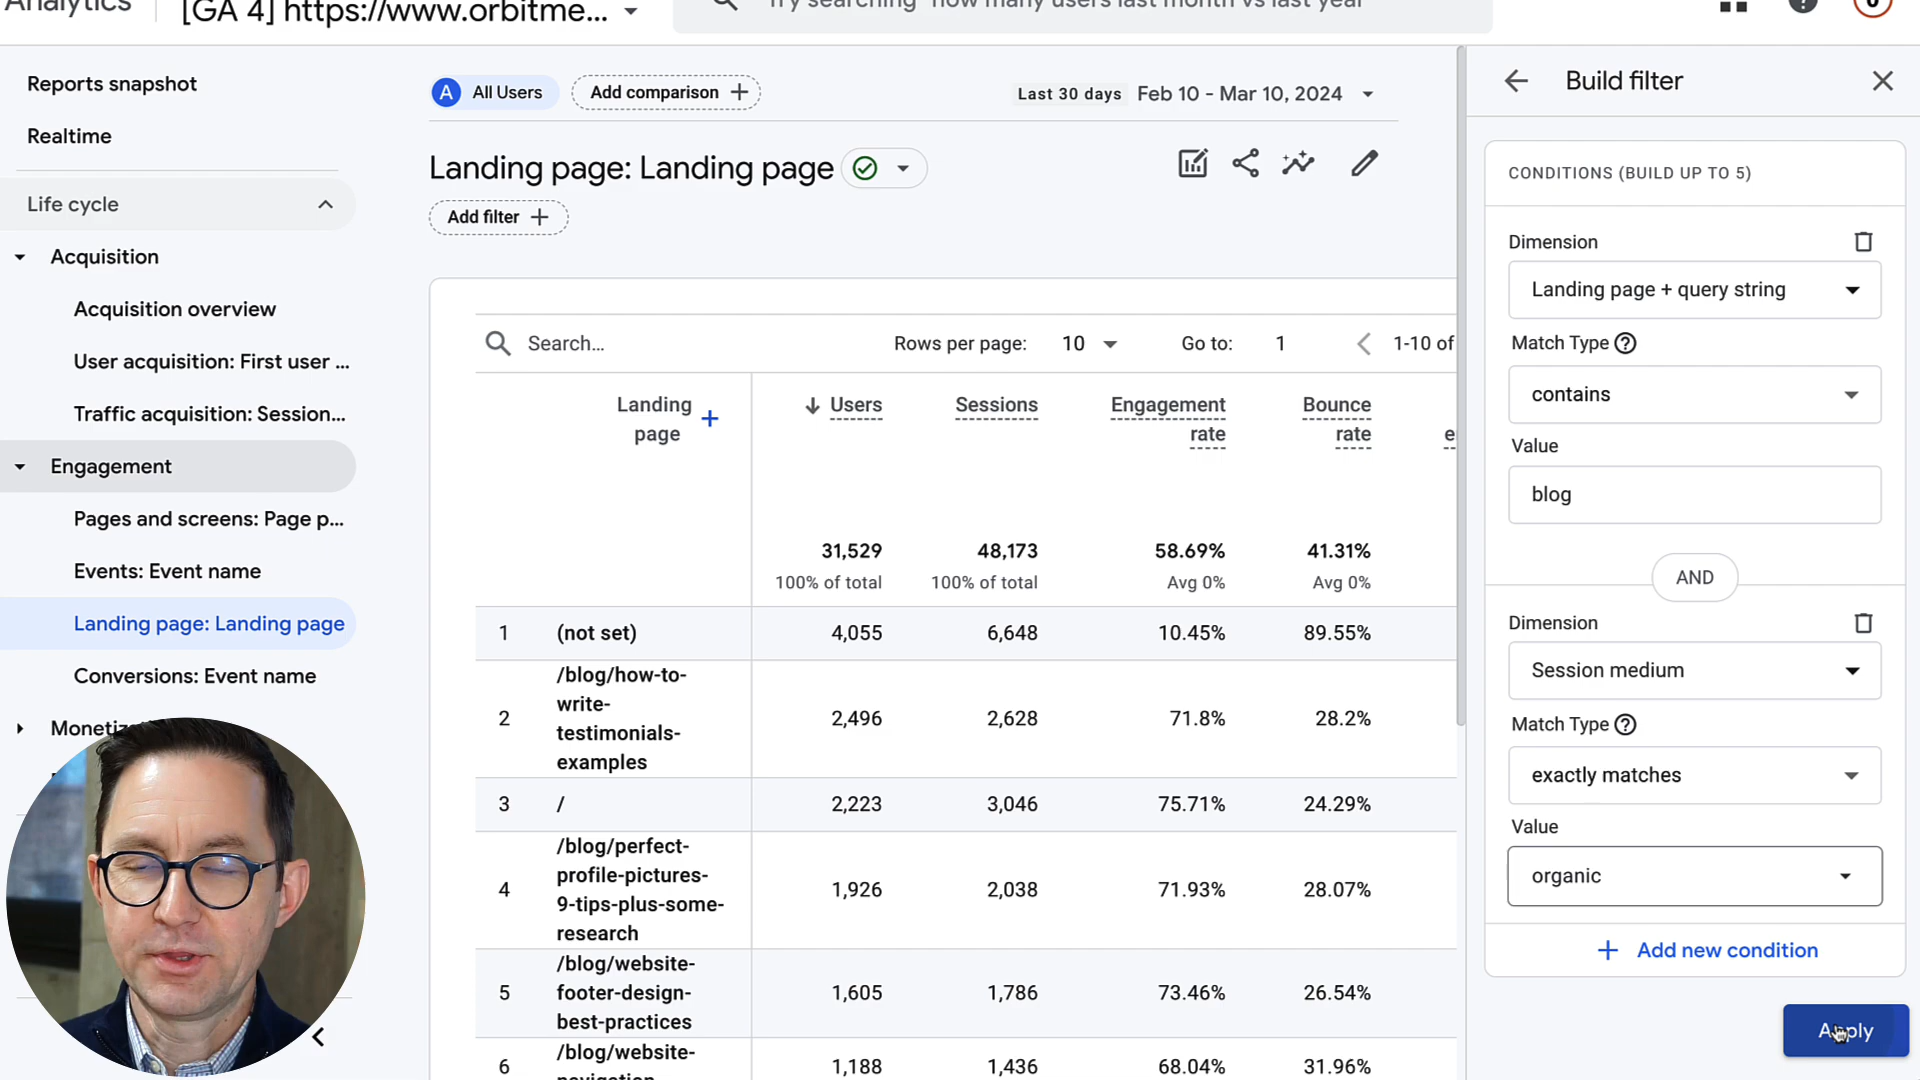 Analytics
[GA 4] https://www.orbitme...
Try searching "how many users last month vs last year"
Reports snapshot
Realtime
Life cycle
Acquisition
Acquisition overview
User acquisition: First user ...
Traffic acquisition: Session...
Engagement
Pages and screens: Page p...
Events: Event name
Landing page: Landing page
Conversions: Event name
A All Users
Add comparison +
Last 30 days Feb 10 - Mar 10, 2024
Landing page: Landing page
Add filter +
Search...
Rows per page: 10
Go to: 1
1-10 of
Landing page +
Users
Sessions
Engagement rate
Bounce rate
31,529 48,173 58.69% 41.31%
100% of total 100% of total Avg 0% Avg 0%
1 (not set) 4,055 6,648 10.45% 89.55%
2 /blog/how-to-
write-
testimonials-
examples 2,496 2,628 71.8% 28.2%
3 / 2,223 3,046 75.71% 24.29%
4 /blog/perfect-
profile-pictures-
9-tips-plus-some-
research 1,926 2,038 71.93% 28.07%
5 /blog/website-
footer-design-
best-practices 1,605 1,786 73.46% 26.54%
6 /blog/website-
navigation 1,188 1,436 68.04% 31.96%
Build filter
CONDITIONS (BUILD UP TO 5)
Dimension
Landing page + query string
Match Type ?
contains
Value
blog
AND
Dimension
Session medium
Match Type ?
exactly matches
Value
organic
+ Add new condition
Apply